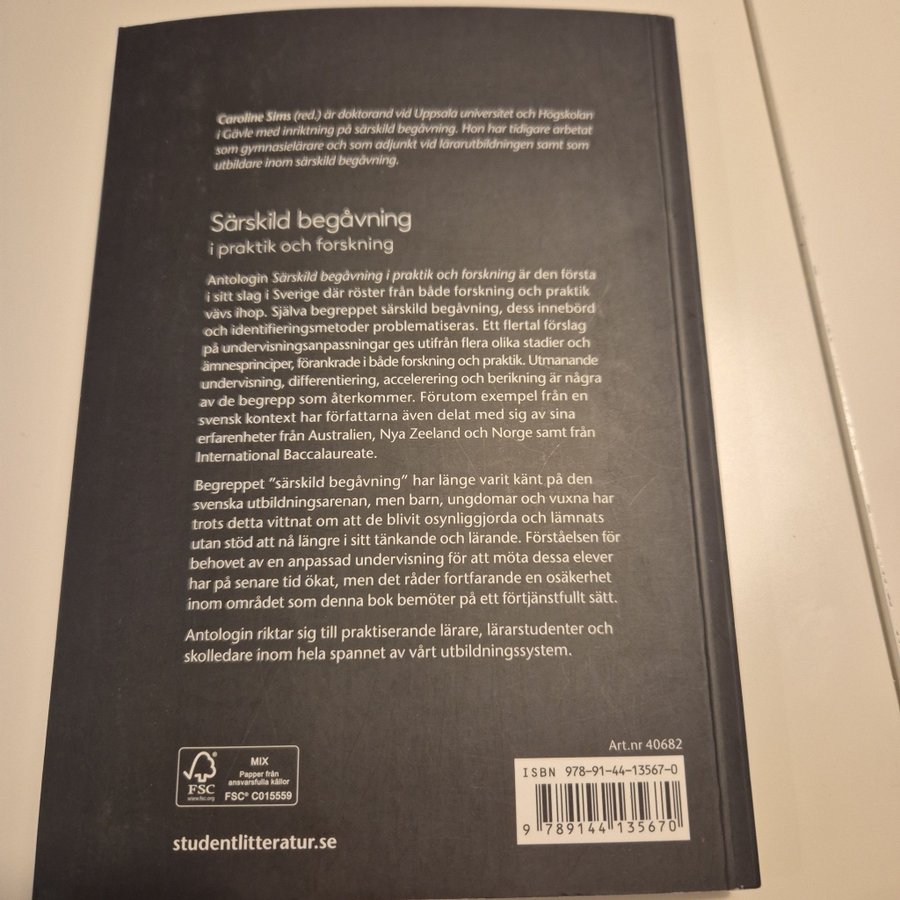 Caroline Sims (red.) är doktorand vid Uppsala universitet och Högskolan
i Gävle med inriktning på särskild begåvning. Hon har tidigare arbetat
som gymnasielärare och som adjunkt vid lärarutbildningen samt som
utbildare inom särskild begåvning.
Särskild begåvning
i praktik och forskning
Antologin Särskild begåvning i praktik och forskning är den första
i sitt slag i Sverige där röster från både forskning och praktik
vävs ihop. Själva begreppet särskild begåvning, dess innebörd
och identifieringsmetoder problematiseras. Ett flertal förslag
på undervisningsanpassningar ges utifrån flera olika stadier och
ämnesprinciper, förankrade i både forskning och praktik. Utmanande
undervisning, differentiering, accelerering och berikning är några
av de begrepp som återkommer. Förutom exempel från en
svensk kontext har författarna även delat med sig av sina
erfarenheter från Australien, Nya Zeeland och Norge samt från
International Baccalaureate.
Begreppet ”särskild begåvning” har länge varit känt på den
svenska utbildningsarenan, men barn, ungdomar och vuxna har
trots detta vittnat om att de blivit osynliggjorda och lämnats
utan stöd att nå längre i sitt tänkande och lärande. Förståelsen för
behovet av en anpassad undervisning för att möta dessa elever
har på senare tid ökat, men det råder fortfarande en osäkerhet
inom området som denna bok bemöter på ett förtjänstfullt sätt.
Antologin riktar sig till praktiserande lärare, lärarstudenter och
skolledare inom hela spannet av vårt utbildningssystem.
FSC
www.fsc.org
MIX
Papper från
ansvarsfulla källor
FSC® C015559
studentlitteratur.se
Art.nr 40682
ISBN 978-91-44-13567-0
9 789144 135670